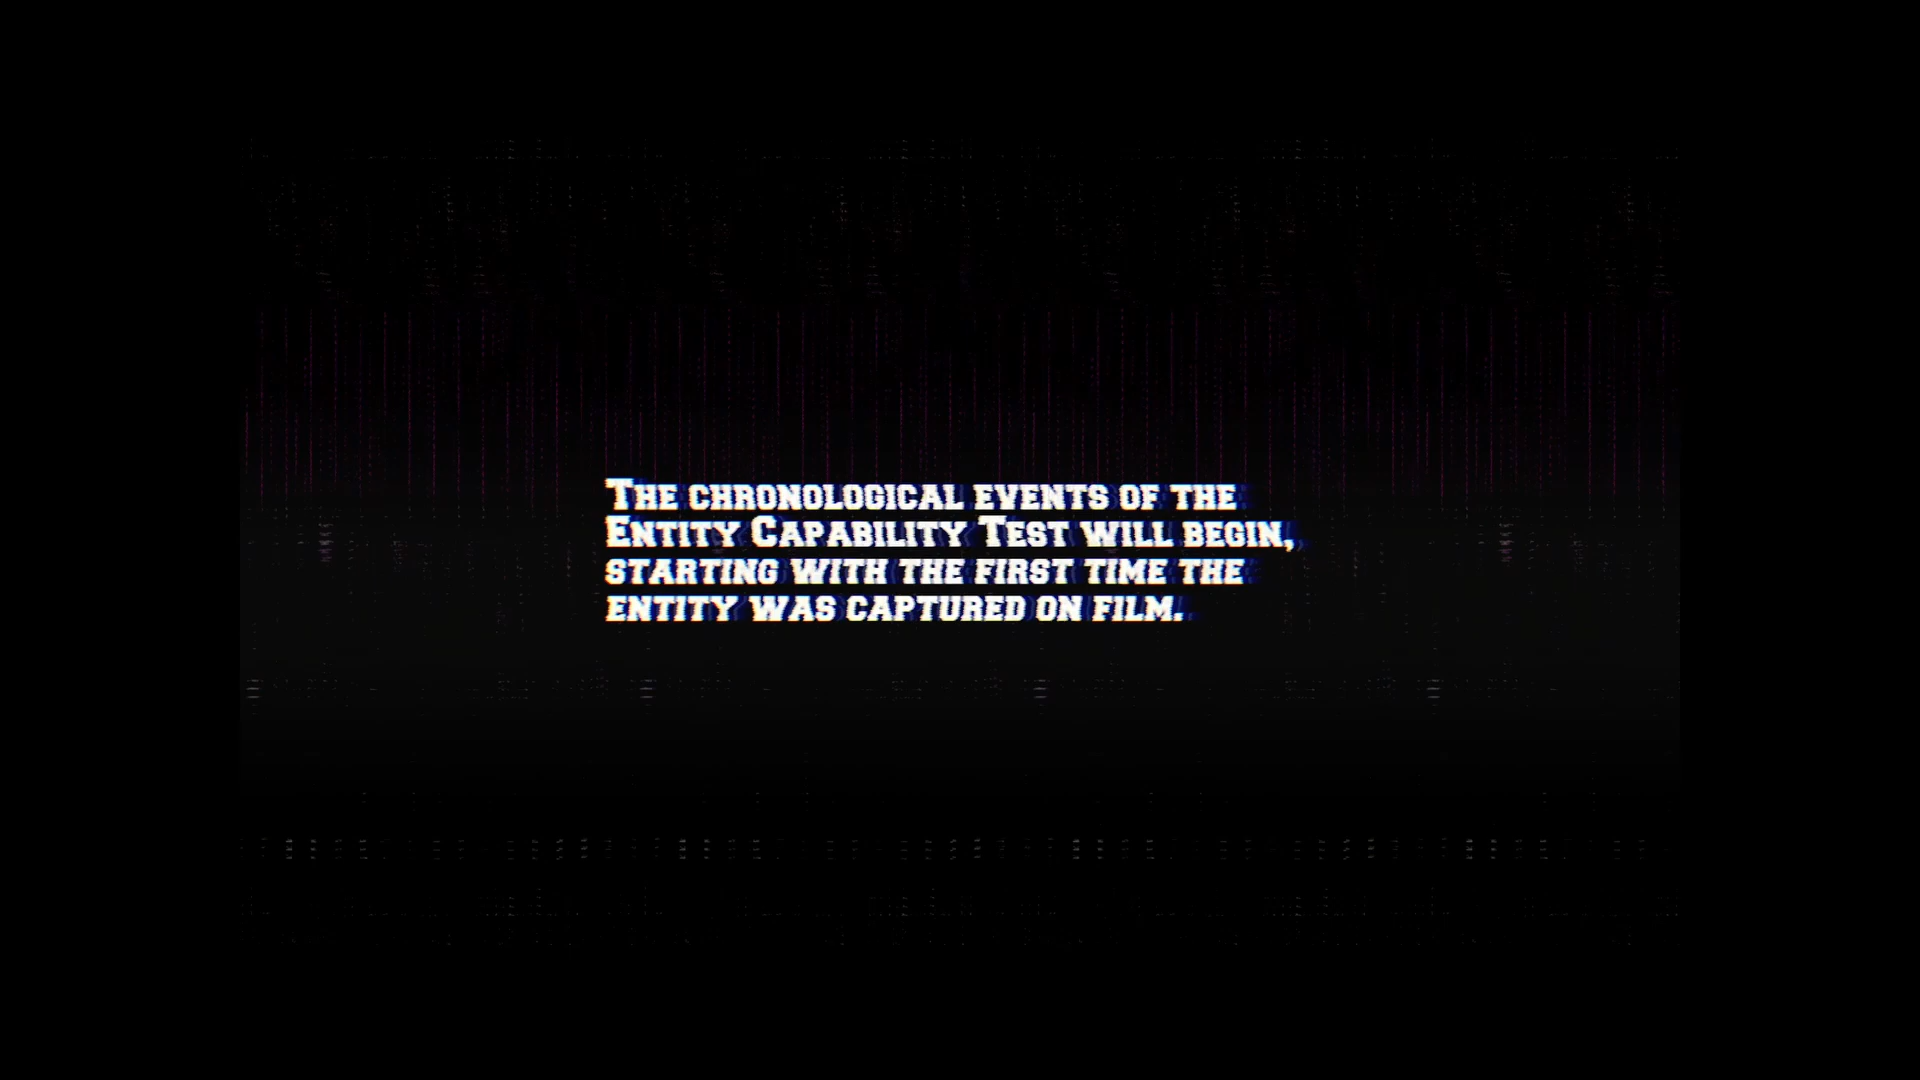 The chronological events of the
Entity Capability Test will begin,
starting with the first time the
entity was captured on film.